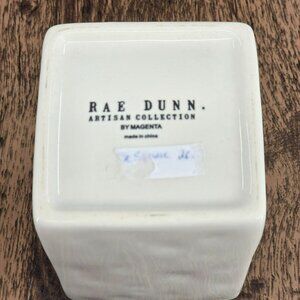 RAE DUNN.
ARTISAN COLLECTION
BY MAGENTA
made in china